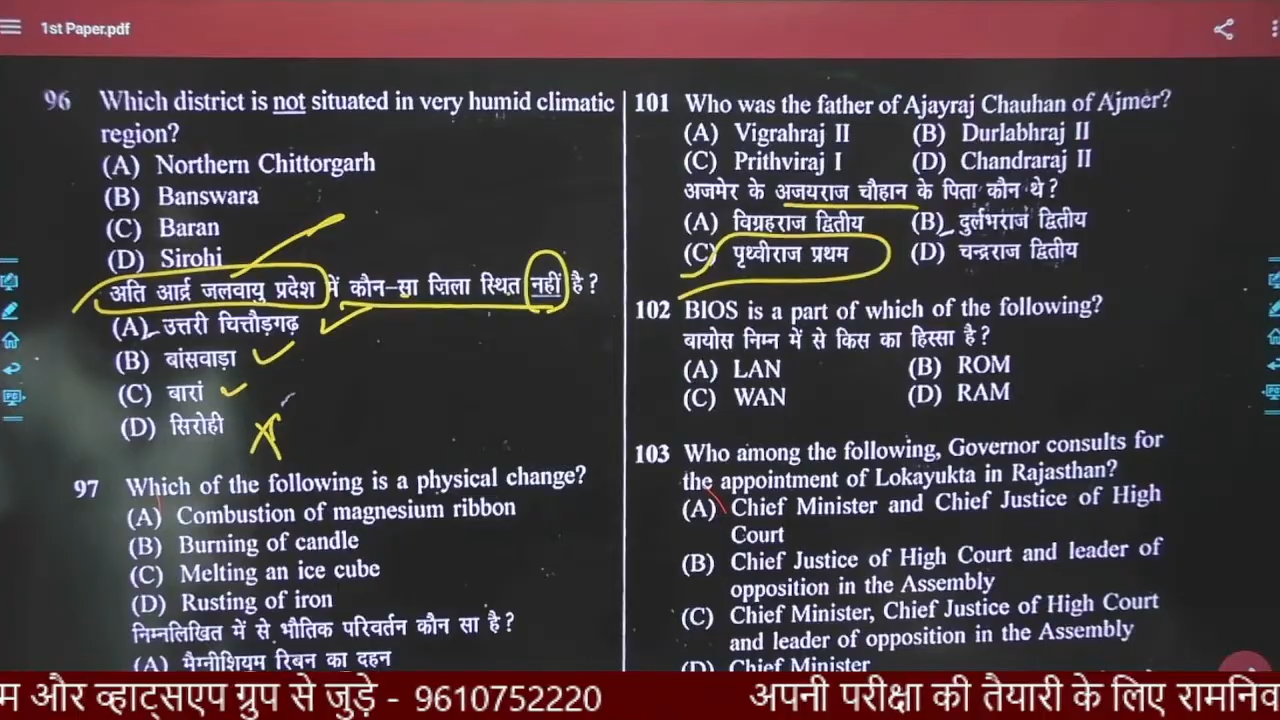 1st Paper.pdf
96 Which district is not situated in very humid climatic
region?
(A) Northern Chittorgarh
(B) Banswara
(C) Baran
(D) Sirohi
अति आर्द्र जलवायु प्रदेश में कौन-सा जिला स्थित नहीं है ?
(A) उत्तरी चित्तौड़गढ़
(B) बांसवाड़ा
(C) बारां
(D) सिरोही
97 Which of the following is a physical change?
(A) Combustion of magnesium ribbon
(B) Burning of candle
(C) Melting an ice cube
(D) Rusting of iron
निम्नलिखित में से भौतिक परिवर्तन कौन सा है ?
(A) मैग्नीशियम रिबन का दहन
101 Who was the father of Ajayraj Chauhan of Ajmer?
(A) Vigrahraj II (B) Durlabhraj II
(C) Prithviraj I (D) Chandraraj II
अजमेर के अजयराज चौहान के पिता कौन थे ?
(A) विग्रहराज द्वितीय (B) दुर्लभराज द्वितीय
(C) पृथ्वीराज प्रथम (D) चन्द्रराज द्वितीय
102 BIOS is a part of which of the following?
बायोस निम्न में से किस का हिस्सा है ?
(A) LAN (B) ROM
(C) WAN (D) RAM
103 Who among the following, Governor consults for
the appointment of Lokayukta in Rajasthan?
(A) Chief Minister and Chief Justice of High
Court
(B) Chief Justice of High Court and leader of
opposition in the Assembly
(C) Chief Minister, Chief Justice of High Court
and leader of opposition in the Assembly
(D) Chief Minister
म और व्हाट्सएप ग्रुप से जुड़े - 9610752220 अपनी परीक्षा की तैयारी के लिए रामनिव